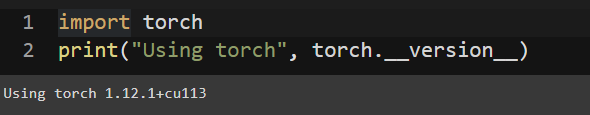 1 import torch
2 print("Using torch", torch.__version__)
Using torch 1.12.1+cu113